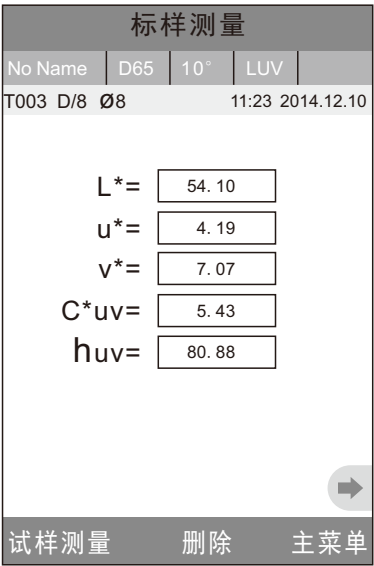 标样测量
No Name D65 10° LUV
T003 D/8 Ø8 11:23 2014.12.10
L*= 54.10
u*= 4.19
v*= 7.07
C*uv= 5.43
huv= 80.88
试样测量 删除 主菜单